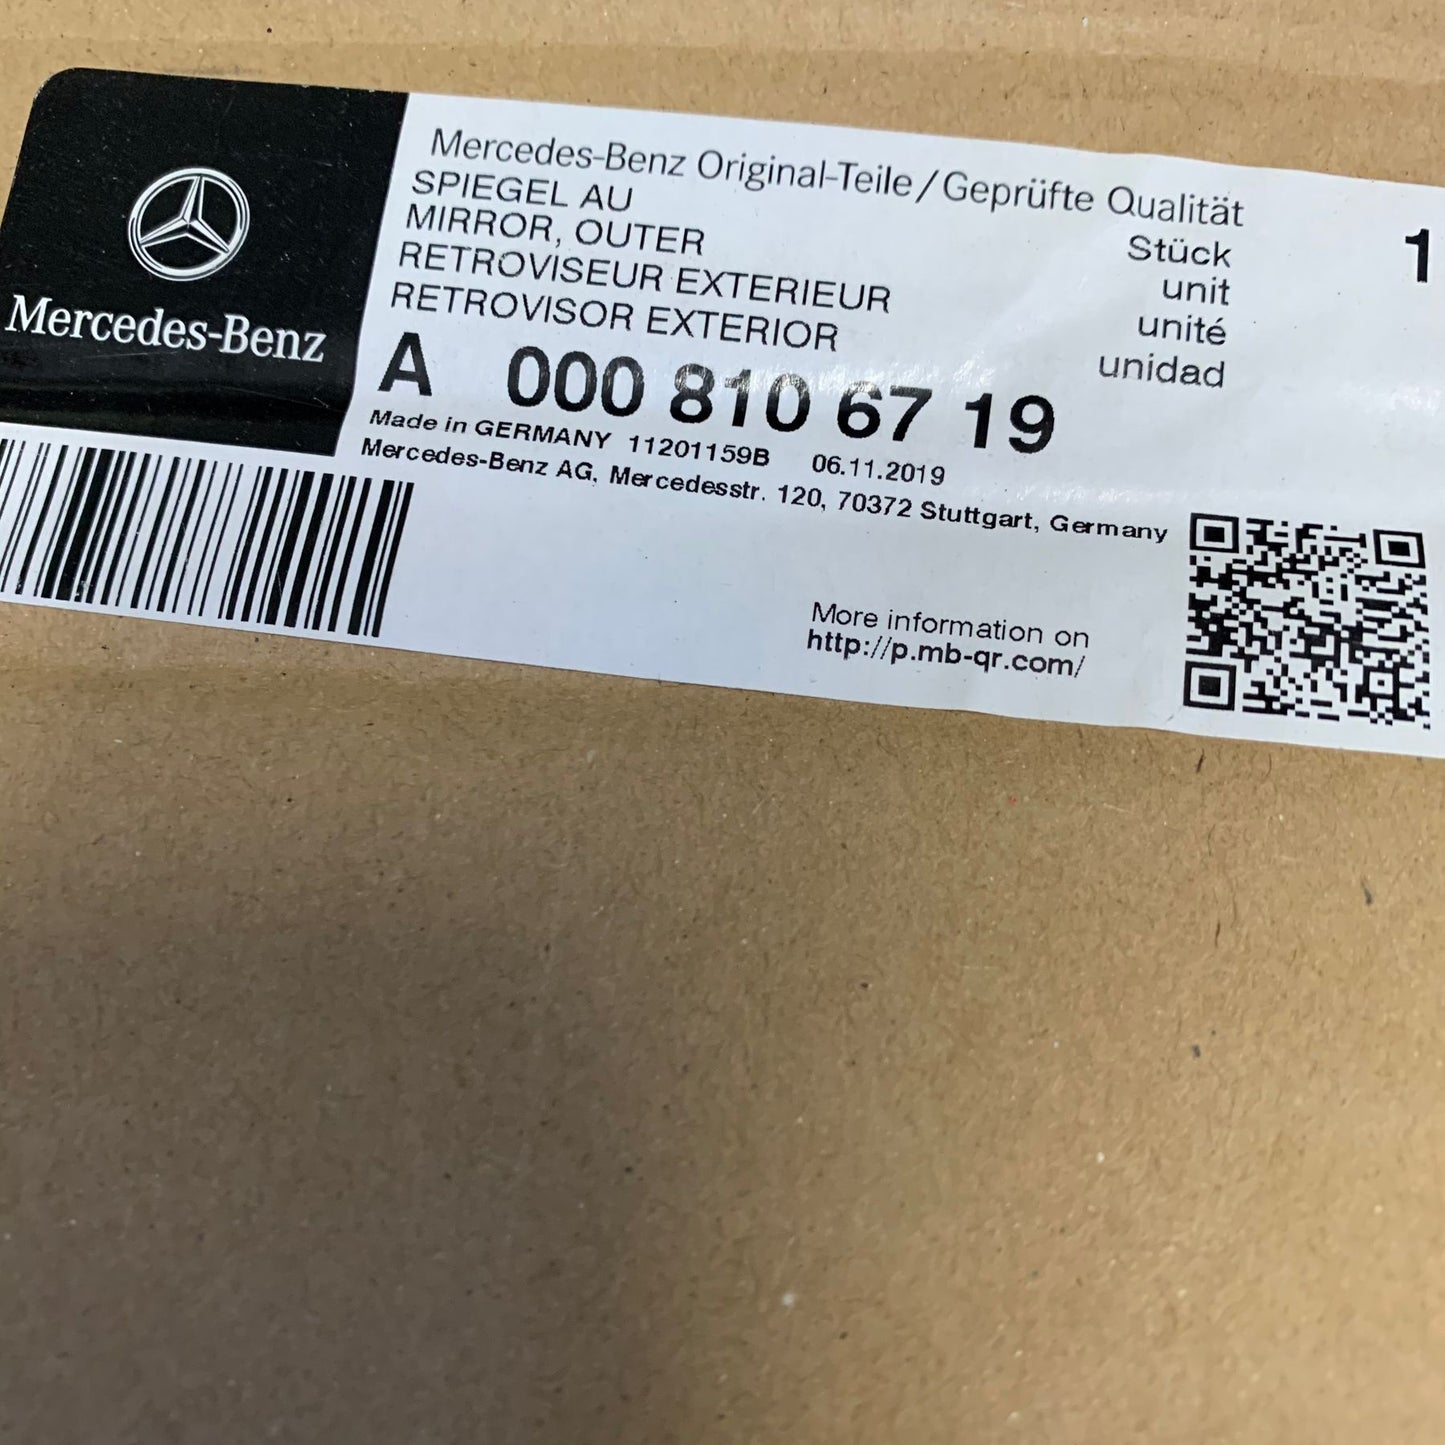 Mercedes-Benz
Mercedes-Benz Original-Teile / Geprüfte Qualität
SPIEGEL AU
MIRROR, OUTER
RETROVISEUR EXTERIEUR
RETROVISOR EXTERIOR
Stück 1
unit
unité
unidad
A 000 810 67 19
Made in GERMANY 11201159B 06.11.2019
Mercedes-Benz AG, Mercedesstr. 120, 70372 Stuttgart, Germany
More information on
http://p.mb-qr.com/